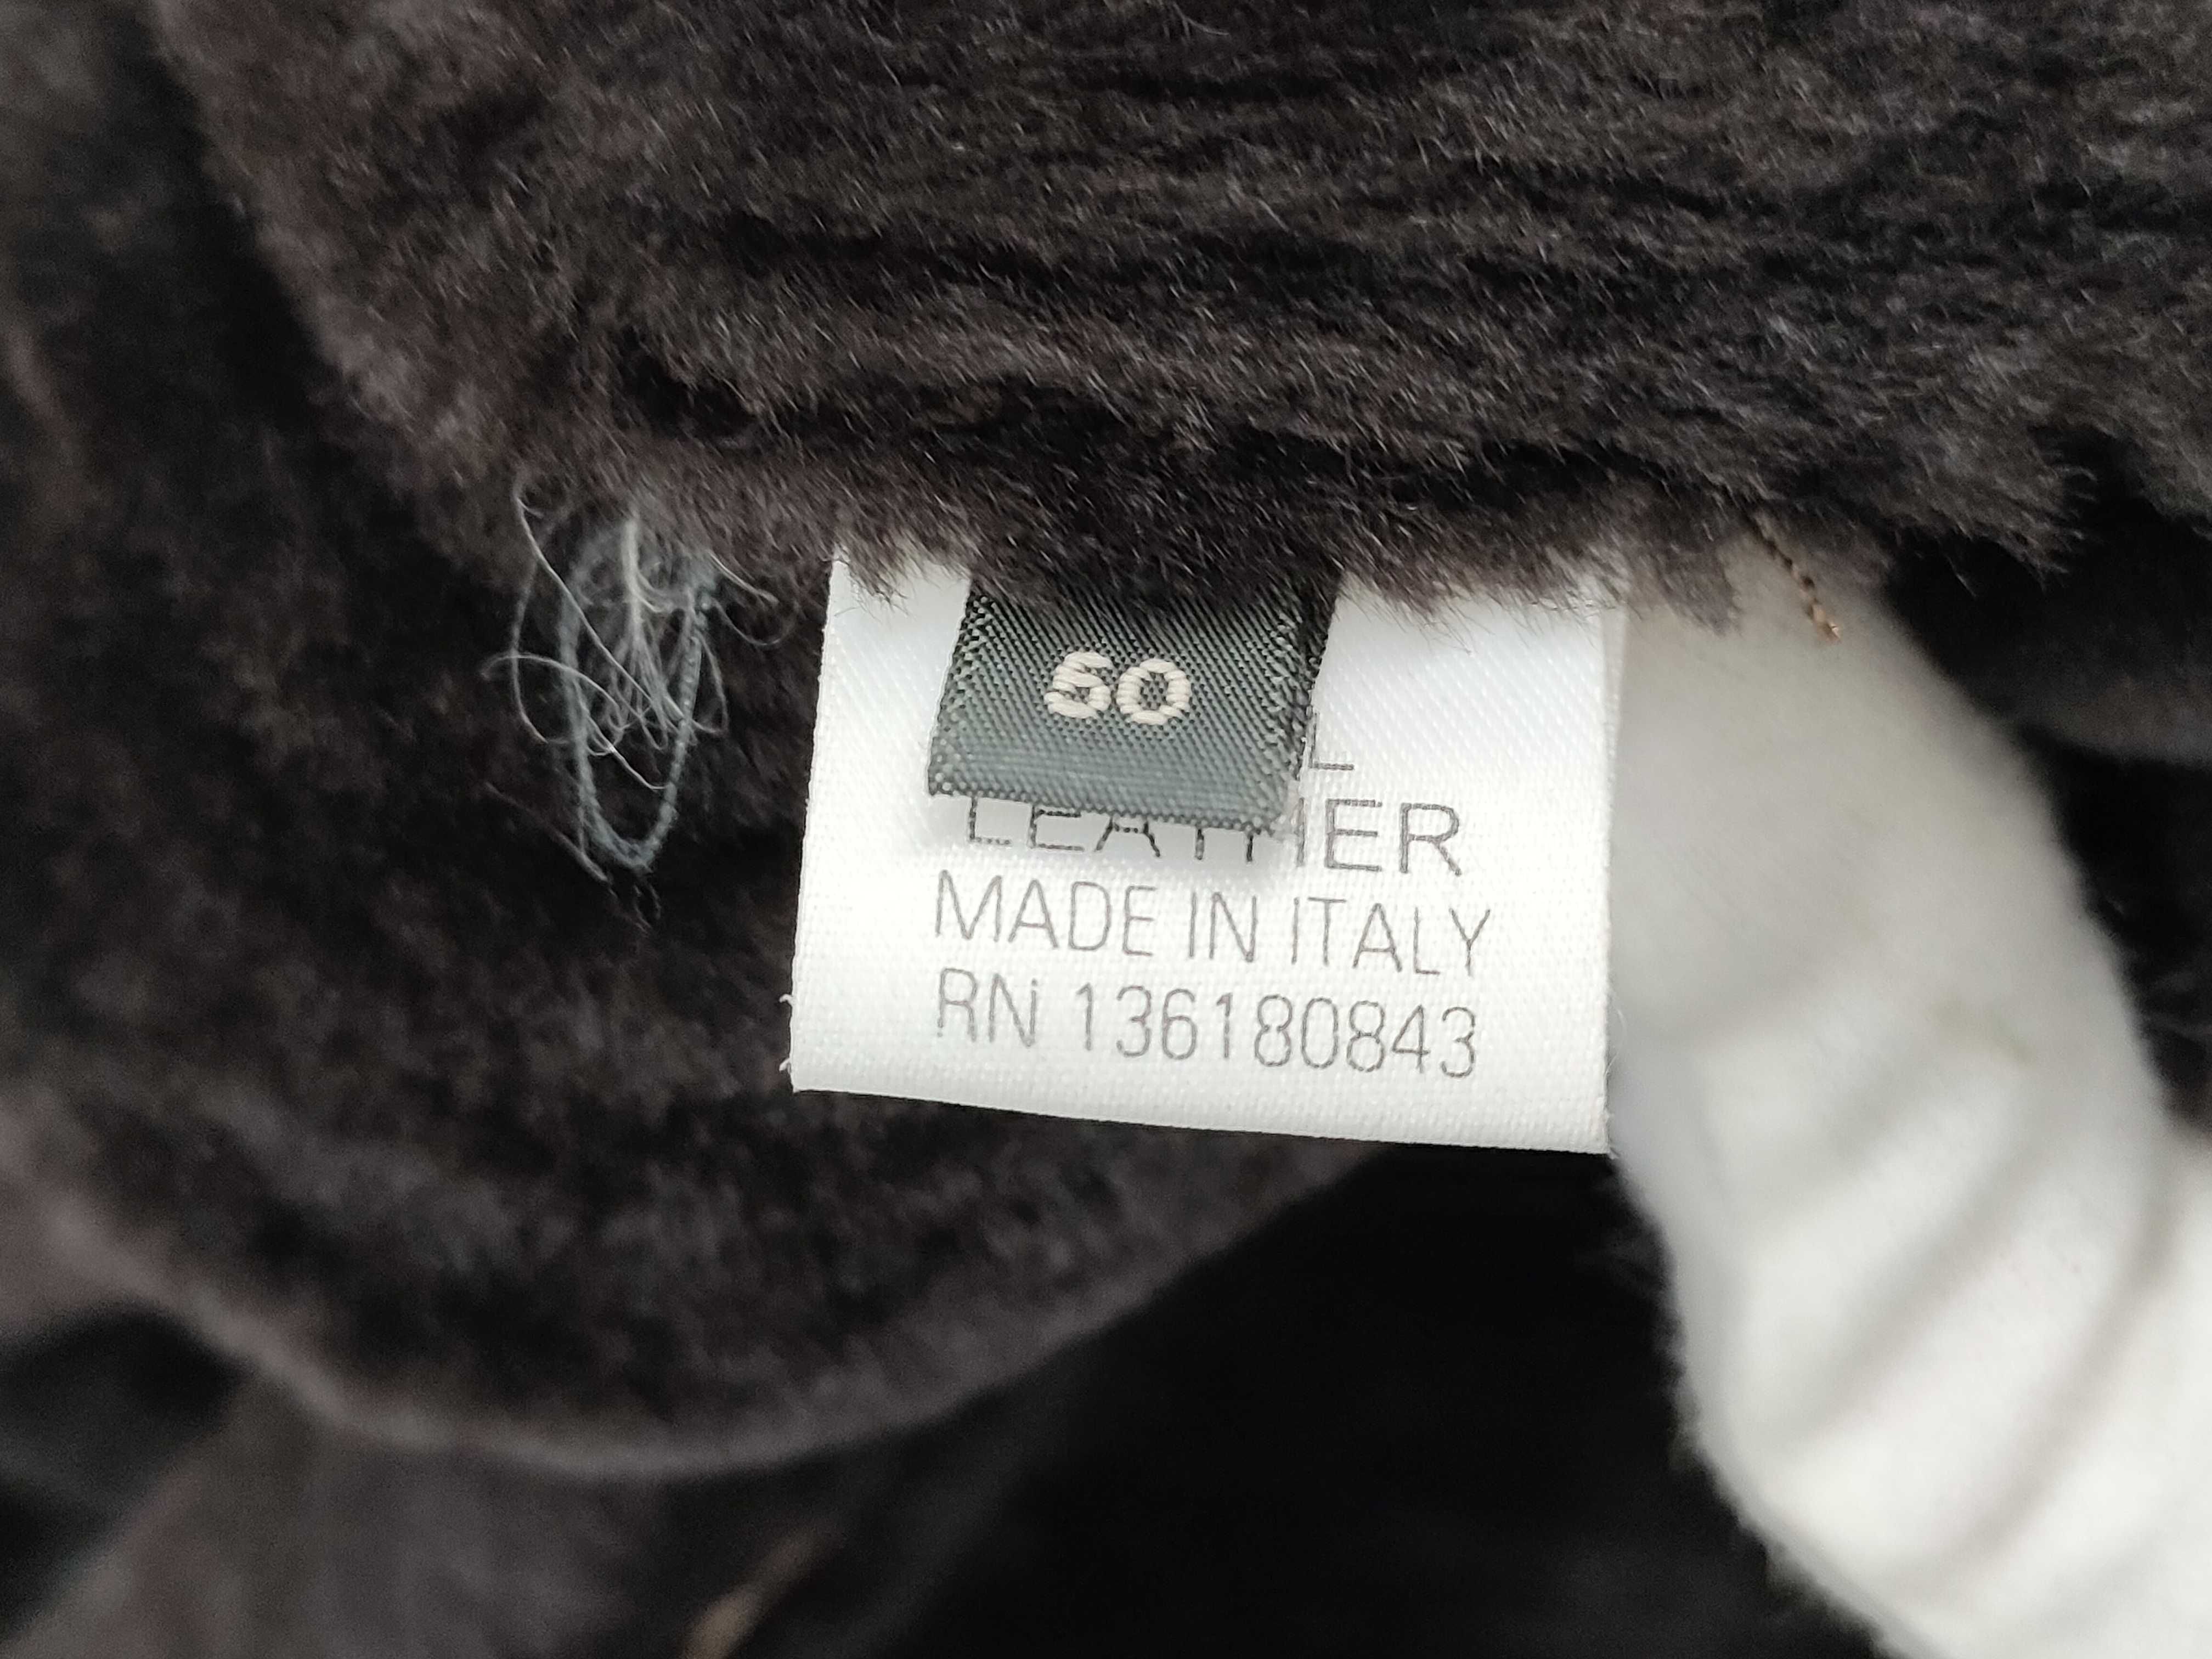 50
LEATHER
MADE IN ITALY
RN 136180843